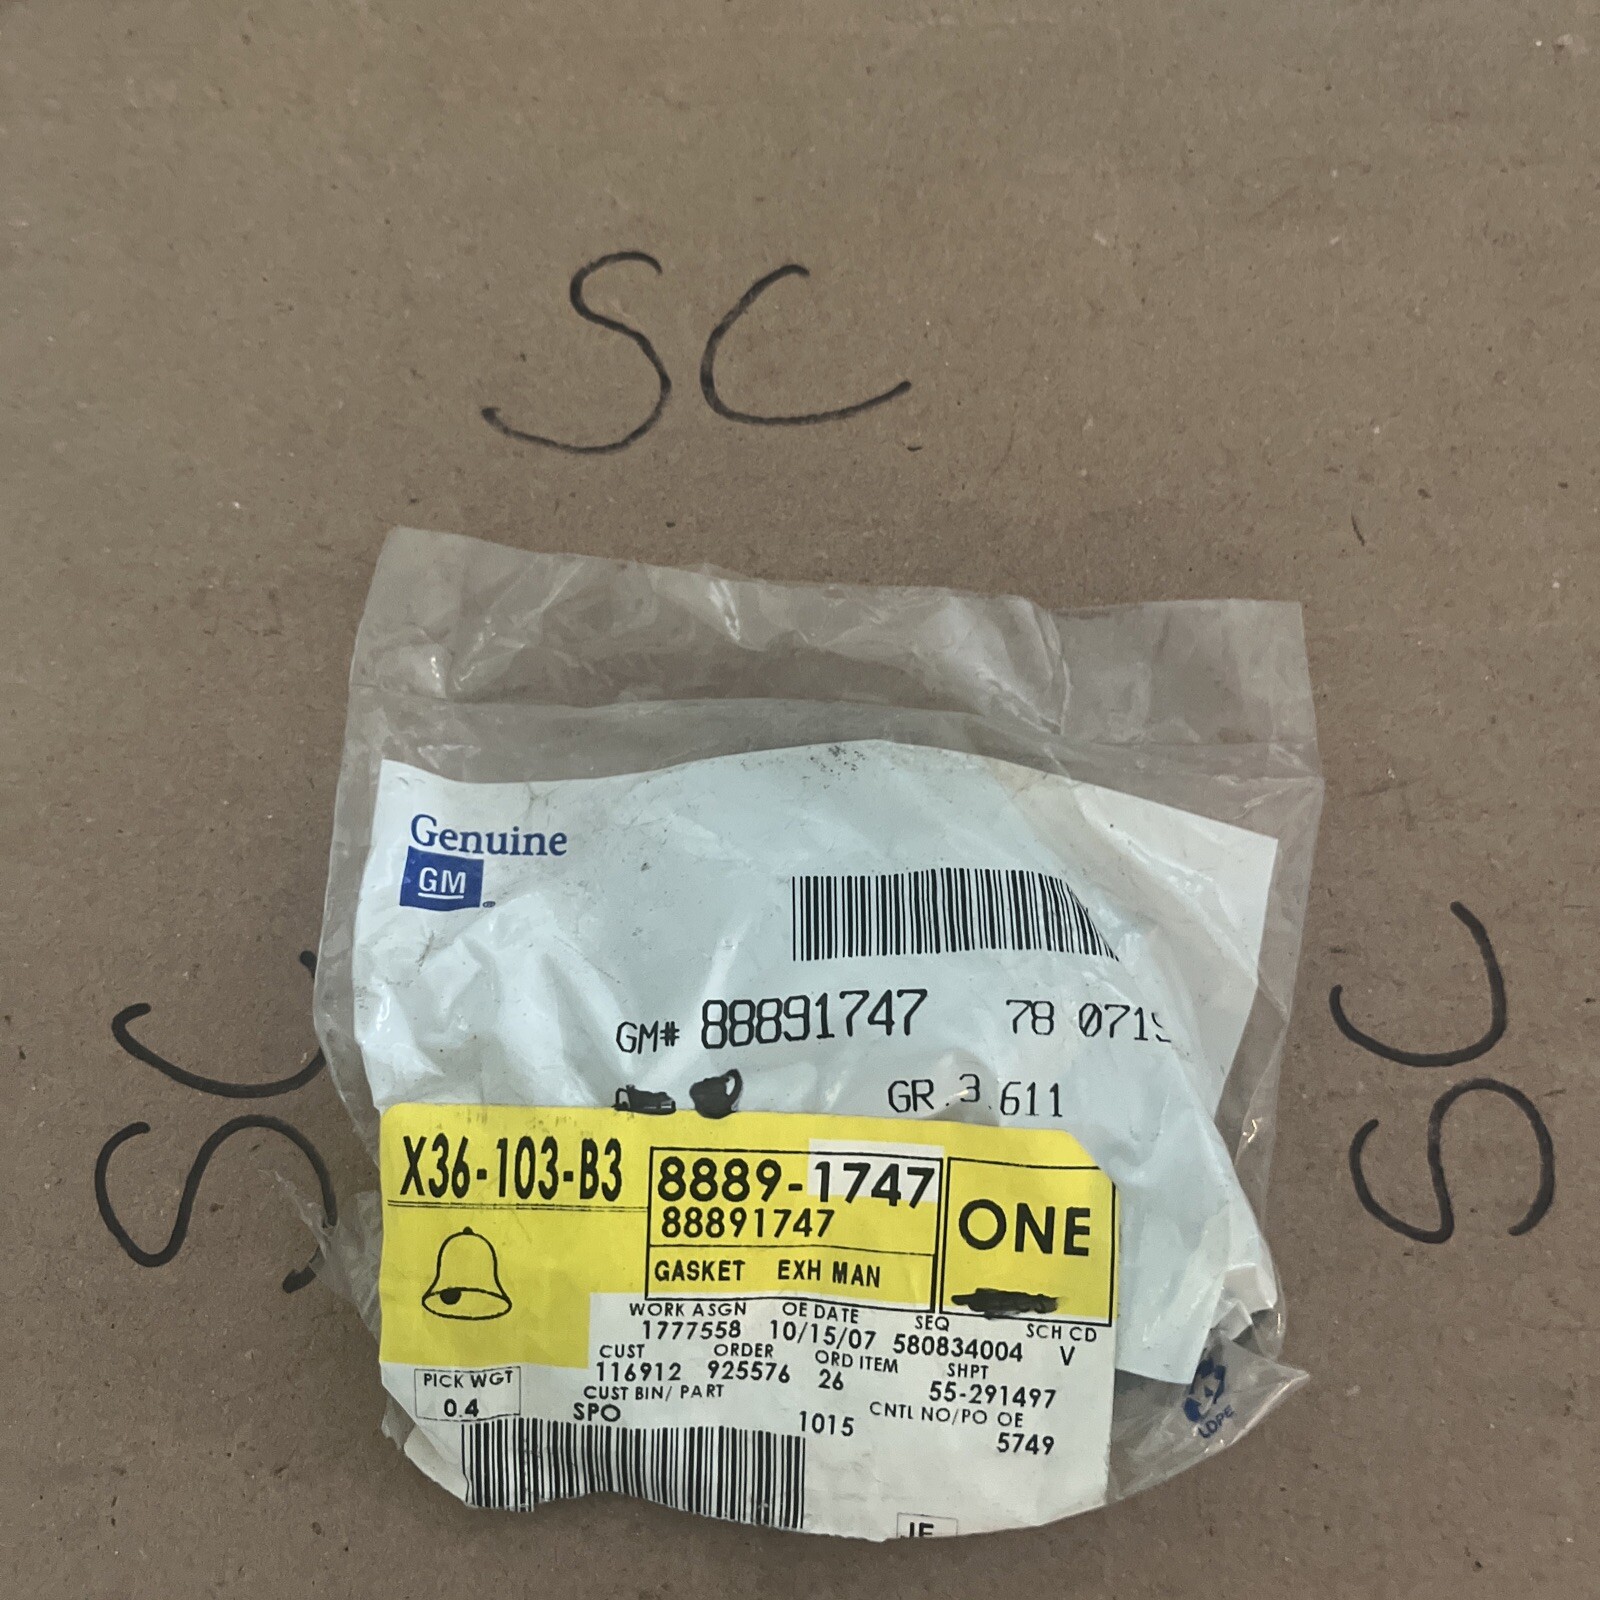 SC
Genuine
GM
GM# 88891747 78
GR. 3.611
SC
SC
X36-103-B3
8889-1747
88891747
ONE
GASKET EXH MAN
WORK ASGN OE DATE SEQ SCH CD
1777558 10/15/07 580834004 V
CUST ORDER ORD ITEM SHPT
116912 925576 26 55-291497
PICK WGT
0.4
CUST BIN/ PART CNTL NO/PO OE
SPO 1015 5749
LDPE